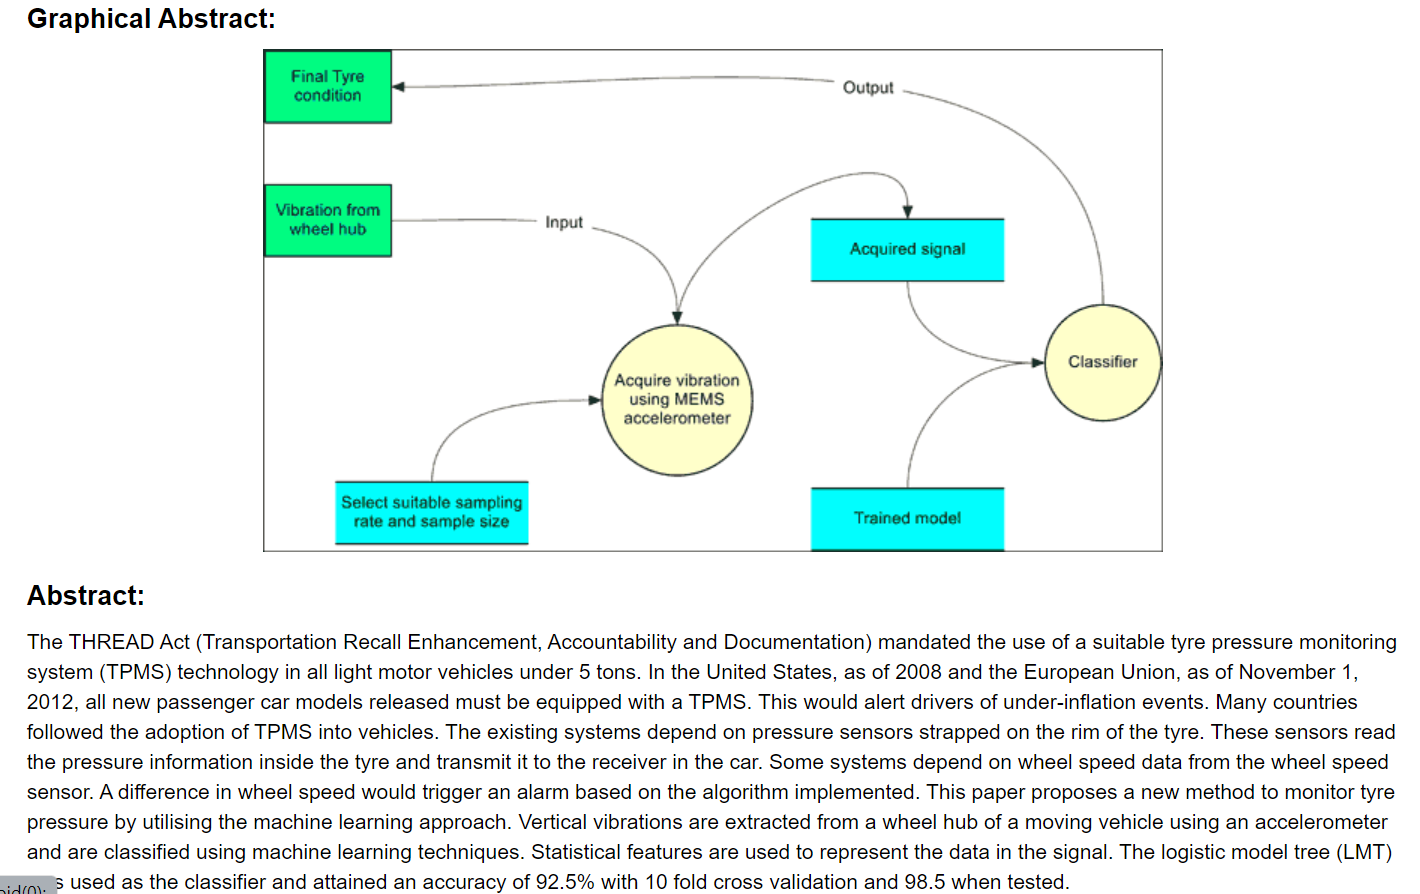 Graphical Abstract:
Final Tyre
condition
Output
Vibration from
wheel hub
Input
Acquired signal
Classifier
Acquire vibration
using MEMS
accelerometer
Select suitable sampling
rate and sample size
Trained model
Abstract:
The THREAD Act (Transportation Recall Enhancement, Accountability and Documentation) mandated the use of a suitable tyre pressure monitoring
system (TPMS) technology in all light motor vehicles under 5 tons. In the United States, as of 2008 and the European Union, as of November 1,
2012, all new passenger car models released must be equipped with a TPMS. This would alert drivers of under-inflation events. Many countries
followed the adoption of TPMS into vehicles. The existing systems depend on pressure sensors strapped on the rim of the tyre. These sensors read
the pressure information inside the tyre and transmit it to the receiver in the car. Some systems depend on wheel speed data from the wheel speed
sensor. A difference in wheel speed would trigger an alarm based on the algorithm implemented. This paper proposes a new method to monitor tyre
pressure by utilising the machine learning approach. Vertical vibrations are extracted from a wheel hub of a moving vehicle using an accelerometer
and are classified using machine learning techniques. Statistical features are used to represent the data in the signal. The logistic model tree (LMT)
used as the classifier and attained an accuracy of 92.5% with 10 fold cross validation and 98.5 when tested.